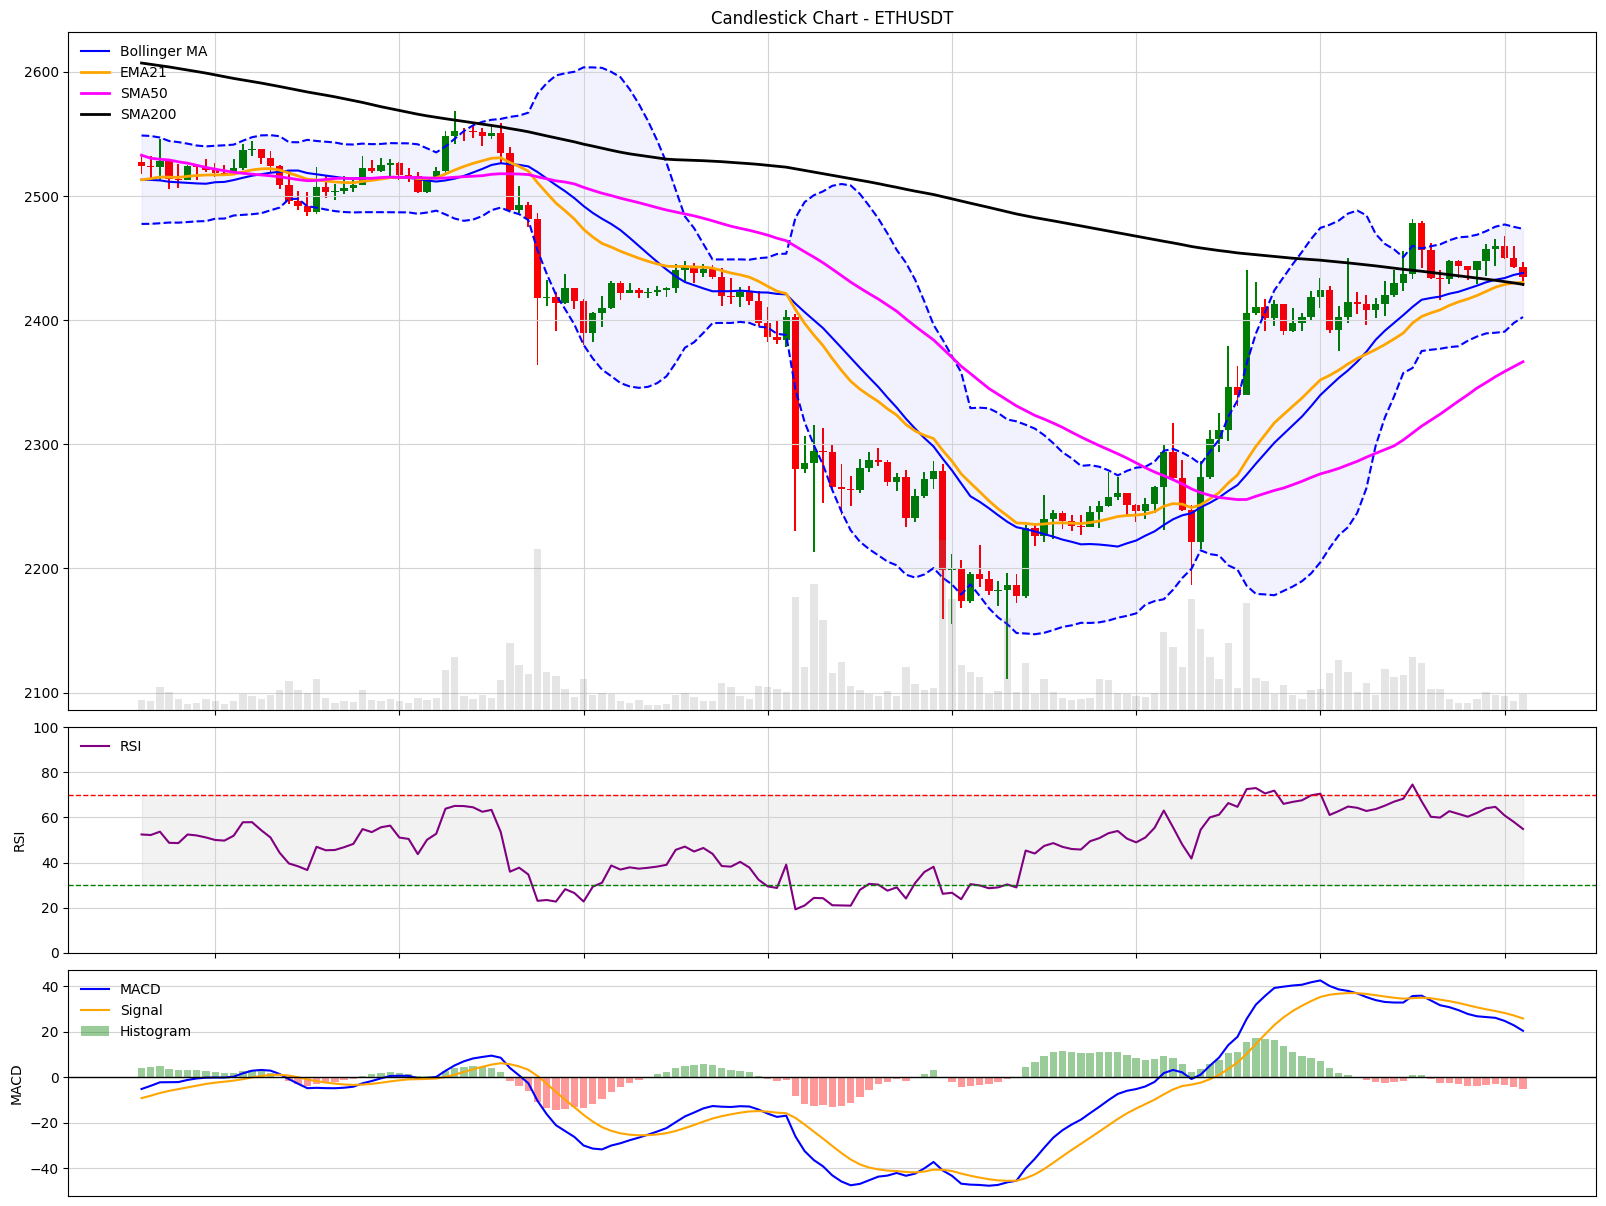 Candlestick Chart - ETHUSDT
Bollinger MA
EMA21
SMA50
SMA200
2600
2500
2400
2300
2200
2100
RSI
RSI
100
80
60
40
20
0
MACD
Signal
Histogram
MACD
40
20
0
−20
−40